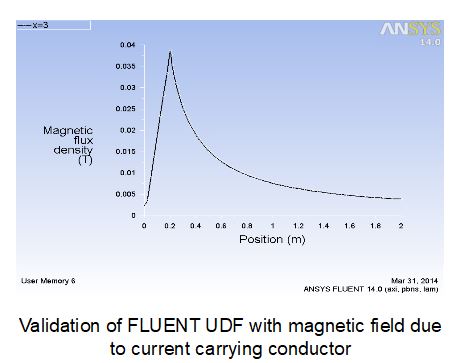 x=3
ANSYS
14.0
0.04
0.035
0.03
0.025
0.02
0.015
0.01
0.005
0
Magnetic
flux
density
(T)
0 0.2 0.4 0.6 0.8 1 1.2 1.4 1.6 1.8 2
Position (m)
User Memory 6
Mar 31, 2014
ANSYS FLUENT 14.0 (axi, pbns, lam)
Validation of FLUENT UDF with magnetic field due
to current carrying conductor